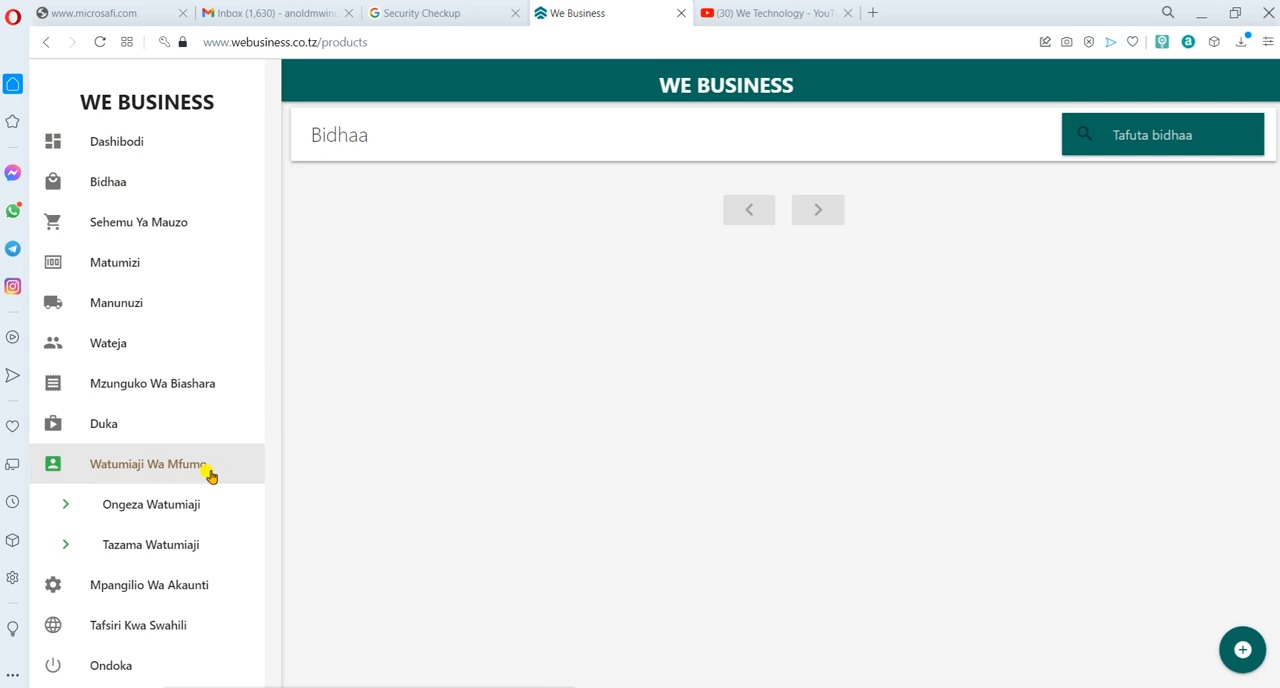 www.microsafi.com
Inbox (1,630) - anoldmwin
Security Checkup
We Business
(30) We Technology - YouT
www.webusiness.co.tz/products
WE BUSINESS
WE BUSINESS
Dashibodi
Bidhaa
Sehemu Ya Mauzo
Matumizi
Manunuzi
Wateja
Mzunguko Wa Biashara
Duka
Watumiaji Wa Mfumo
Ongeza Watumiaji
Tazama Watumiaji
Mpangilio Wa Akaunti
Tafsiri Kwa Swahili
Ondoka
Bidhaa
Tafuta bidhaa